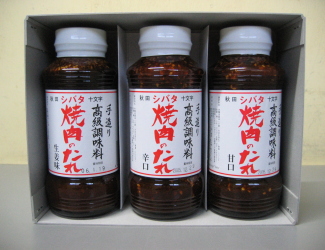 秋田 シバタ 十文字
手造り
高級調味料
焼肉のたれ
生姜味
秋田 シバタ 十文字
手造り
高級調味料
焼肉のたれ
辛口
秋田 シバタ 十文字
手造り
高級調味料
焼肉のたれ
甘口